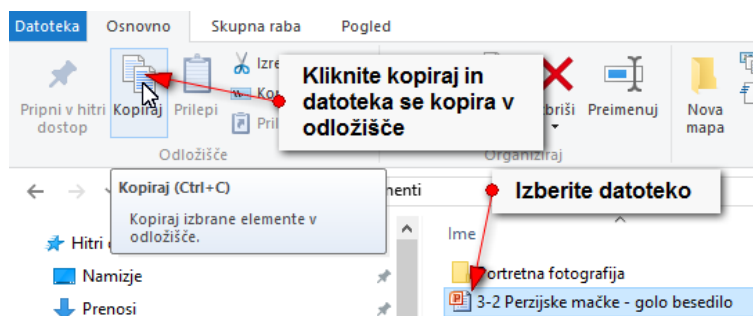 Datoteka Osnovno Skupna raba Pogled
Pripni v hitri dostop
Kopiraj
Prilepi
Odložišče
Organiziraj
Preimenuj
Nova mapa
Kliknite kopiraj in
datoteka se kopira v
odložišče
Kopiraj (Ctrl+C)
Kopiraj izbrane elemente v
odložišče.
Izberite datoteko
Hitri
Ime
Namizje
Portretna fotografija
Prenosi
3-2 Perzijske mačke - golo besedilo